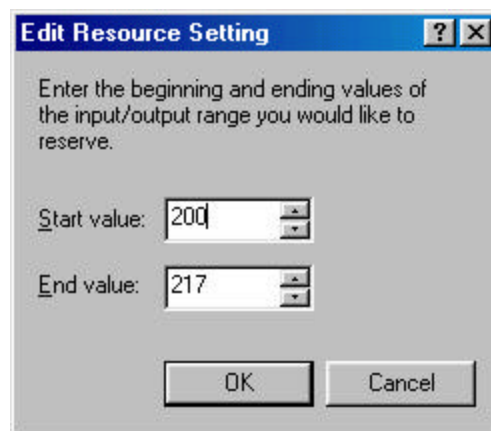 Edit Resource Setting
Enter the beginning and ending values of
the input/output range you would like to
reserve.
Start value: 200
End value: 217
OK Cancel